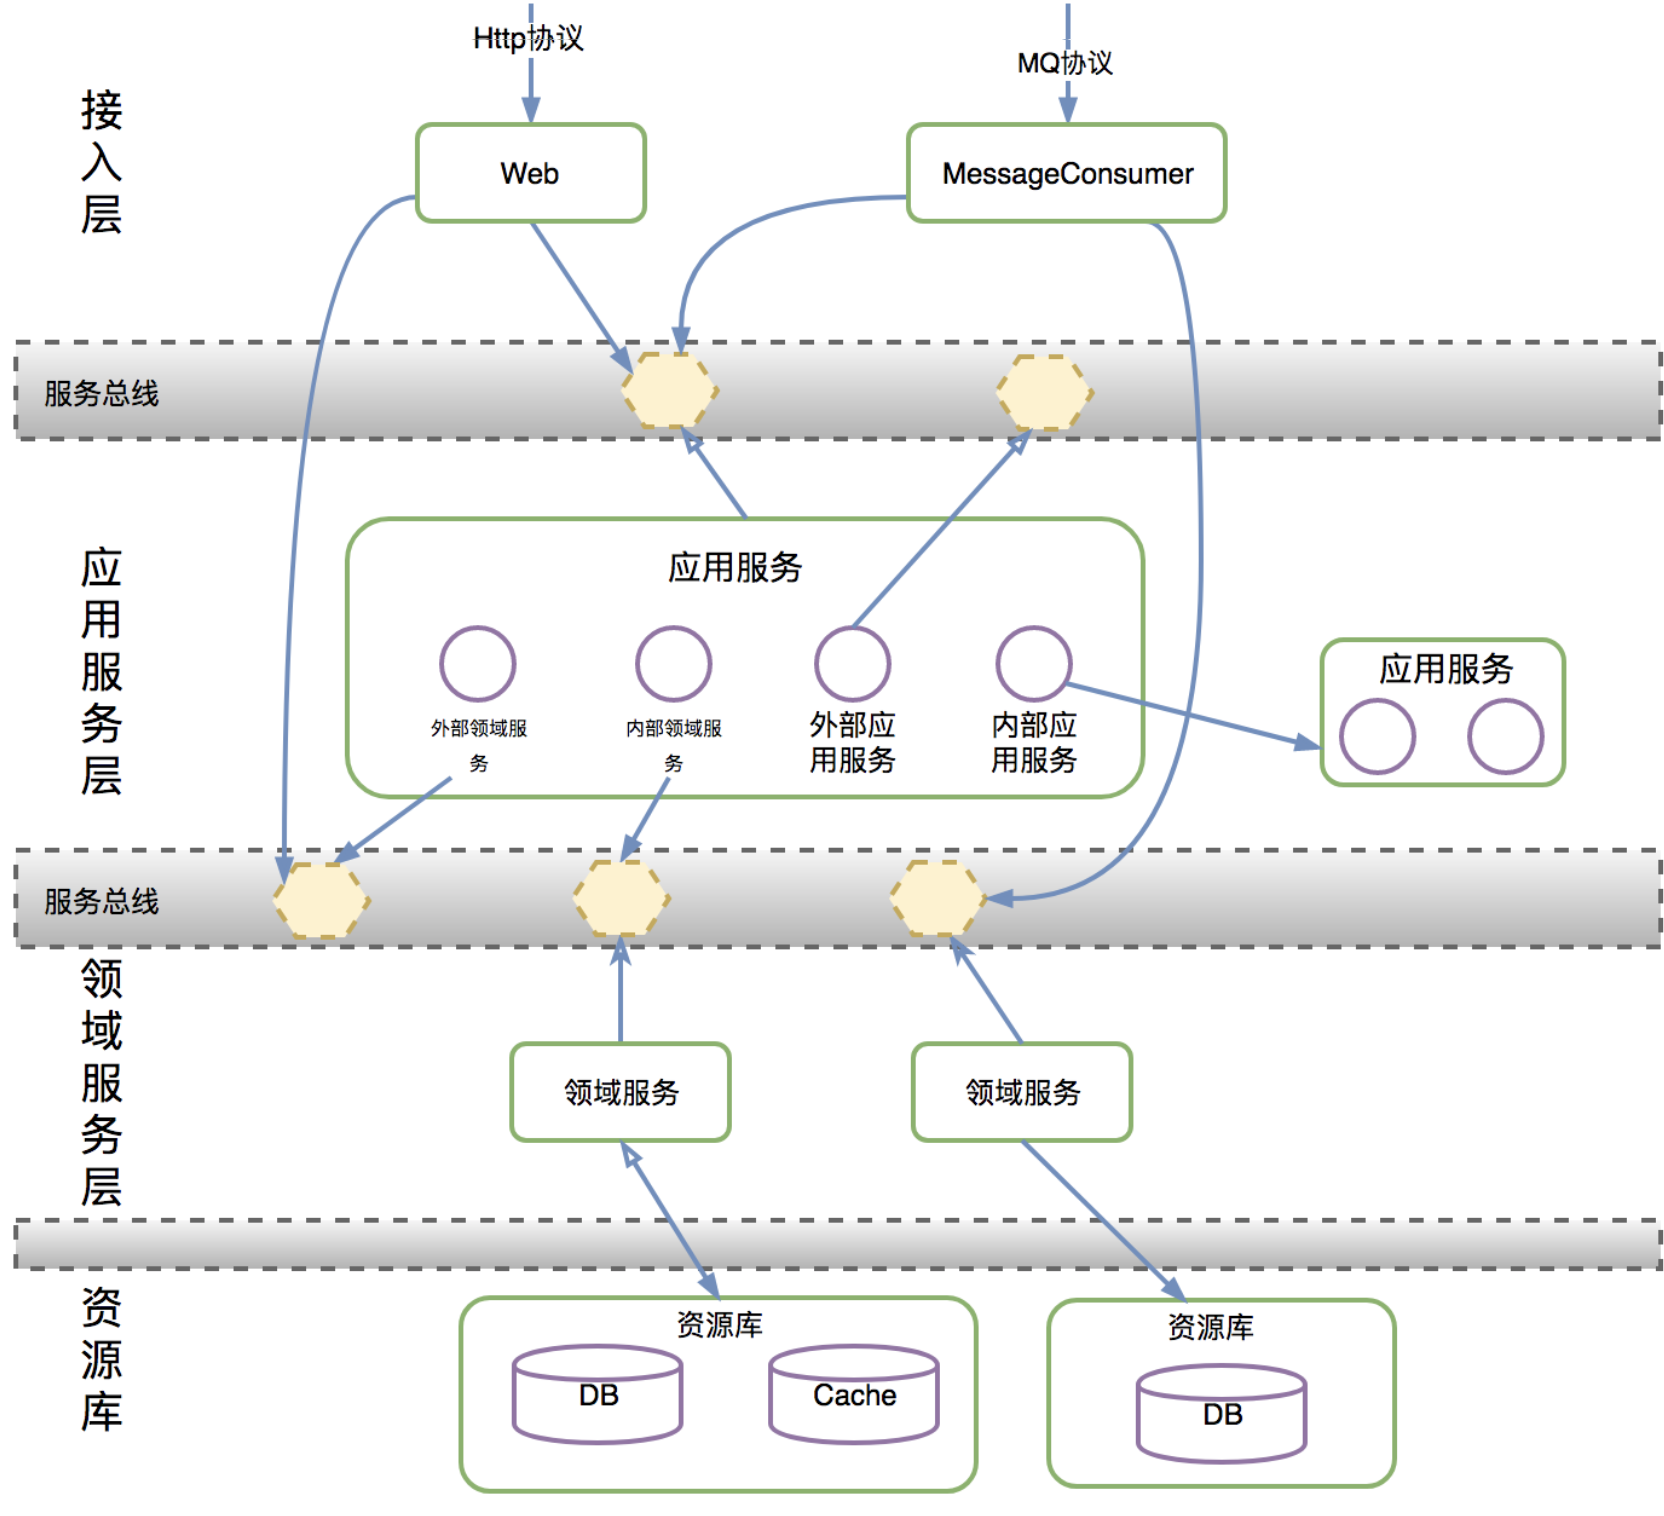 Http协议
MQ协议
接入层
Web
MessageConsumer
服务总线
应用服务层
应用服务
外部领域服
务
内部领域服
务
外部应
用服务
内部应
用服务
应用服务
服务总线
领域服务层
领域服务
领域服务
资源库
资源库
DB
Cache
资源库
DB